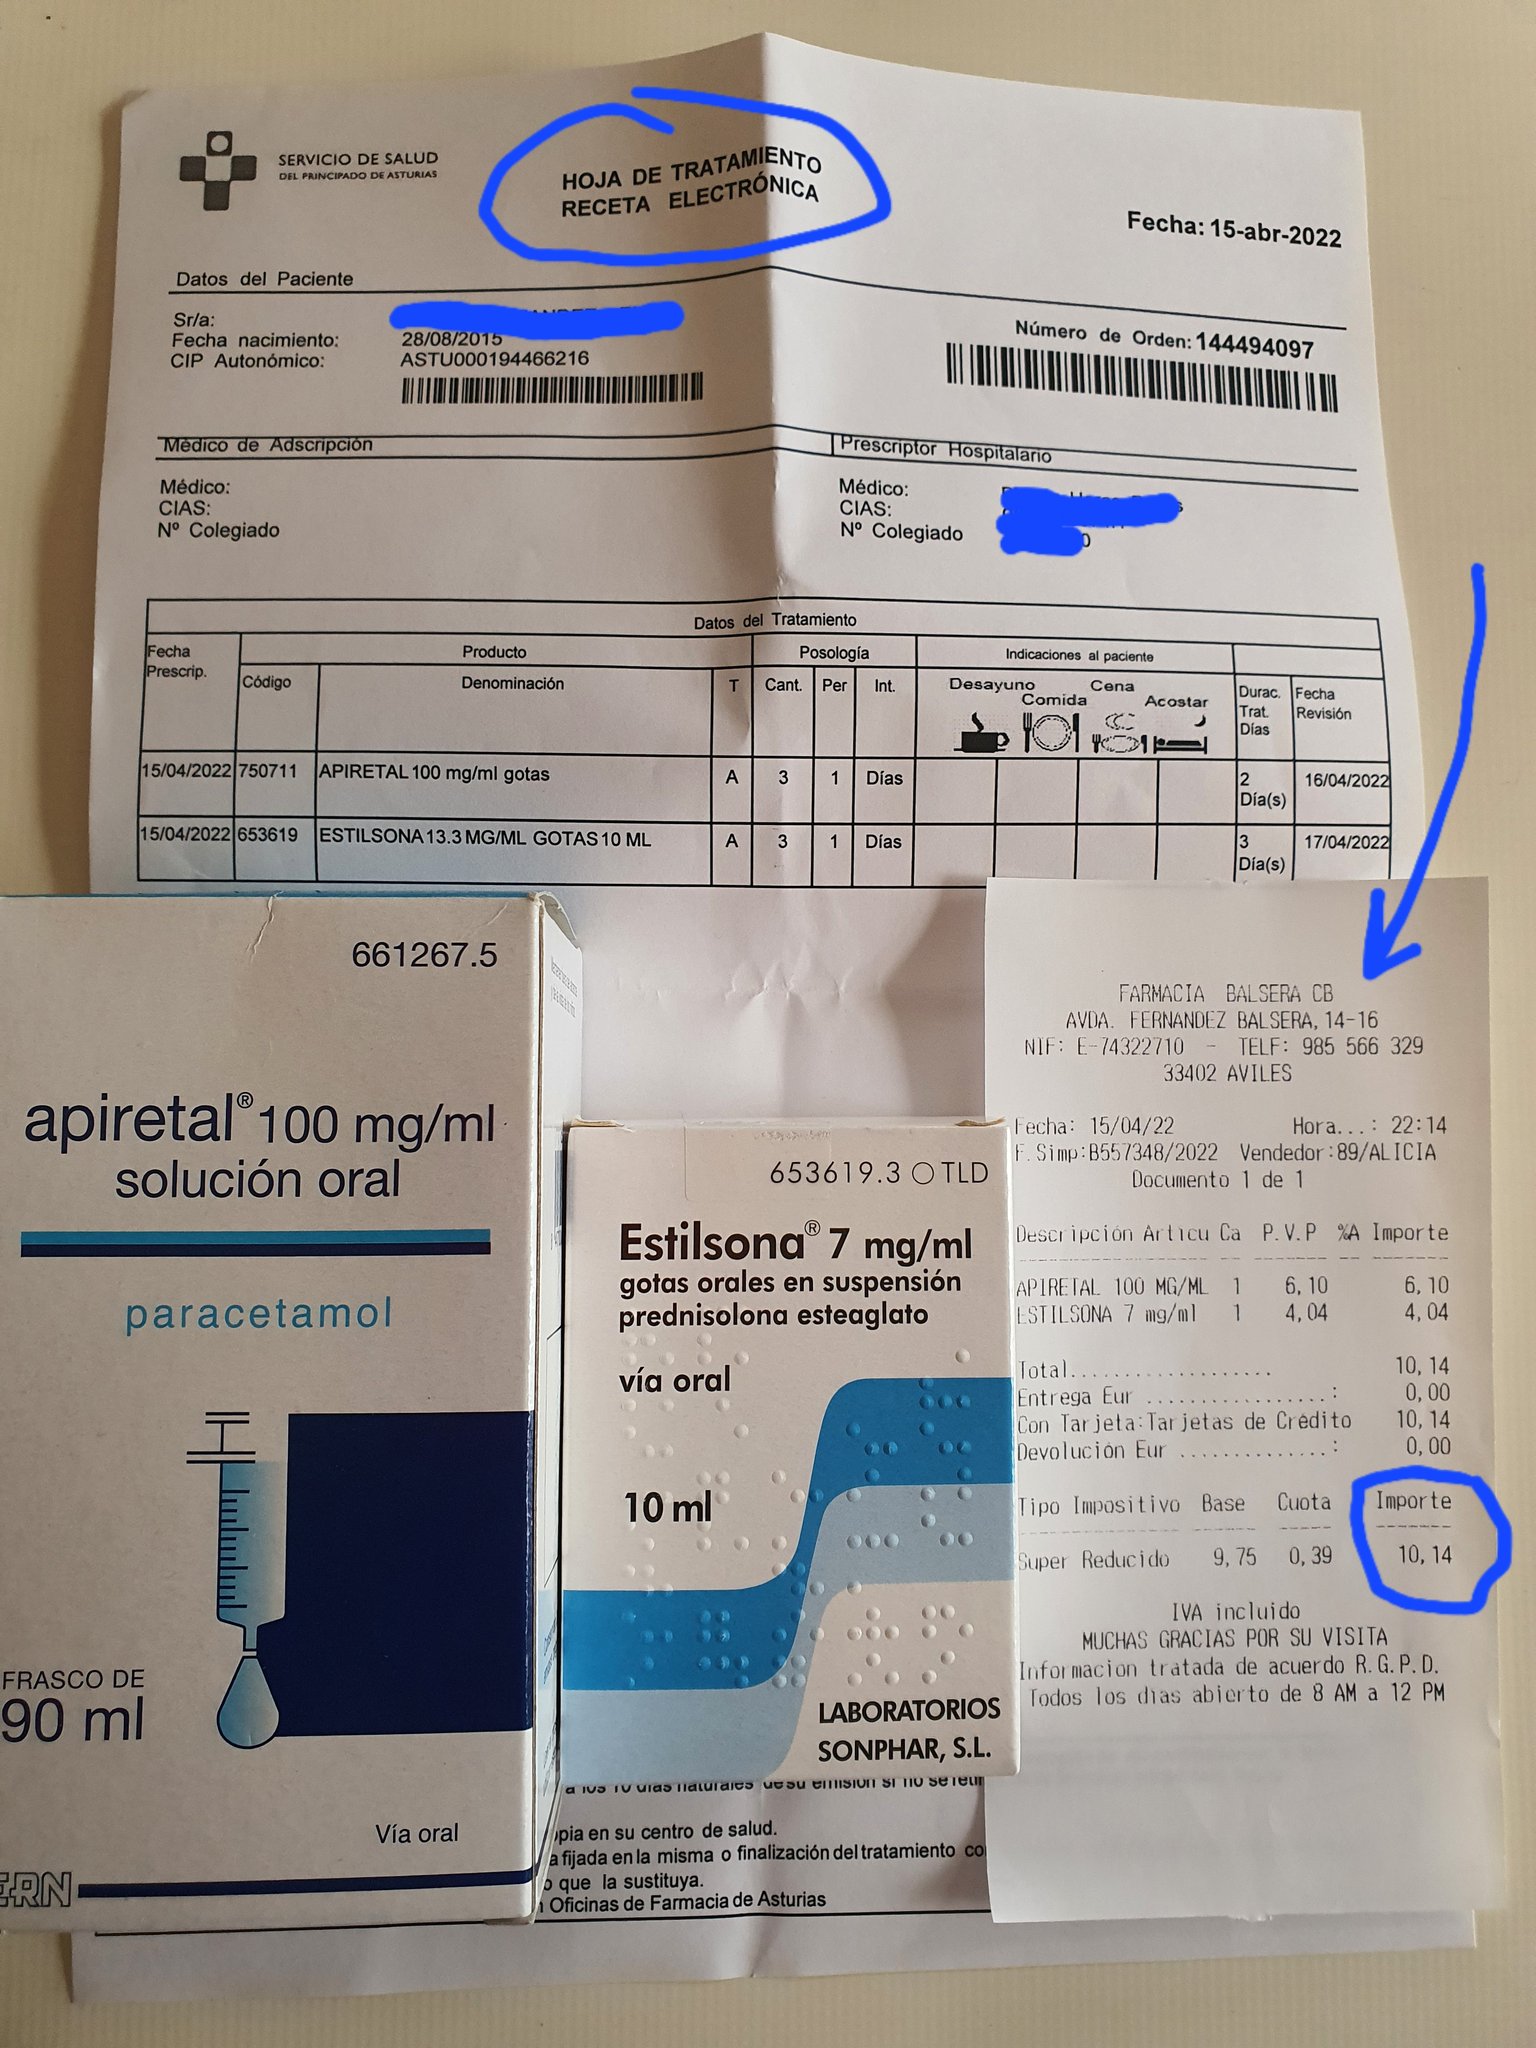 SERVICIO DE SALUD
DEL PRINCIPADO DE ASTURIAS
HOJA DE TRATAMIENTO
RECETA ELECTRÓNICA
Fecha: 15-abr-2022
Datos del Paciente
Sr/a:
Fecha nacimiento: 28/08/2015
CIP Autonómico: ASTU000194466216
Número de Orden: 144494097
Médico de Adscripción
Prescriptor Hospitalario
Médico:
CIAS:
Nº Colegiado
Médico:
CIAS:
Nº Colegiado
Datos del Tratamiento
Fecha Prescrip.
Producto
Posología
Indicaciones al paciente
Código
Denominación
T
Cant.
Per
Int.
Desayuno
Comida
Cena
Acostar
Durac. Trat. Días
Fecha Revisión
15/04/2022 750711 APIRETAL 100 mg/ml gotas A 3 1 Días 2 Día(s) 16/04/2022
15/04/2022 653619 ESTILSONA 13.3 MG/ML GOTAS 10 ML A 3 1 Días 3 Día(s) 17/04/2022
661267.5
apiretal® 100 mg/ml
solución oral
paracetamol
FRASCO DE
90 ml
Vía oral
ERN
653619.3 O TLD
Estilsona® 7 mg/ml
gotas orales en suspensión
prednisolona esteaglato
vía oral
10 ml
LABORATORIOS
SONPHAR, S.L.
FARMACIA BALSERA CB
AVDA. FERNANDEZ BALSERA, 14-16
NIF: E-74322710 - TELF: 985 566 329
33402 AVILES
Fecha: 15/04/22 Hora...: 22:14
F.Simp:B557348/2022 Vendedor:89/ALICIA
Documento 1 de 1
Descripción Artícu Ca P.V.P %A Importe
APIRETAL 100 MG/ML 1 6,10 6,10
ESTILSONA 7 mg/ml 1 4,04 4,04
Total.................... 10,14
Entrega Eur ................: 0,00
Con Tarjeta:Tarjetas de Crédito 10,14
Devolución Eur .............: 0,00
Tipo Impositivo Base Cuota Importe
Super Reducido 9,75 0,39 10,14
IVA incluido
MUCHAS GRACIAS POR SU VISITA
Informacion tratada de acuerdo R.G.P.D.
Todos los dias abierto de 8 AM a 12 PM
a los 10 días naturales de su emisión si no se
opia en su centro de salud.
a fijada en la misma o finalización del tratamiento
o que la sustituya.
Oficinas de Farmacia de Asturias